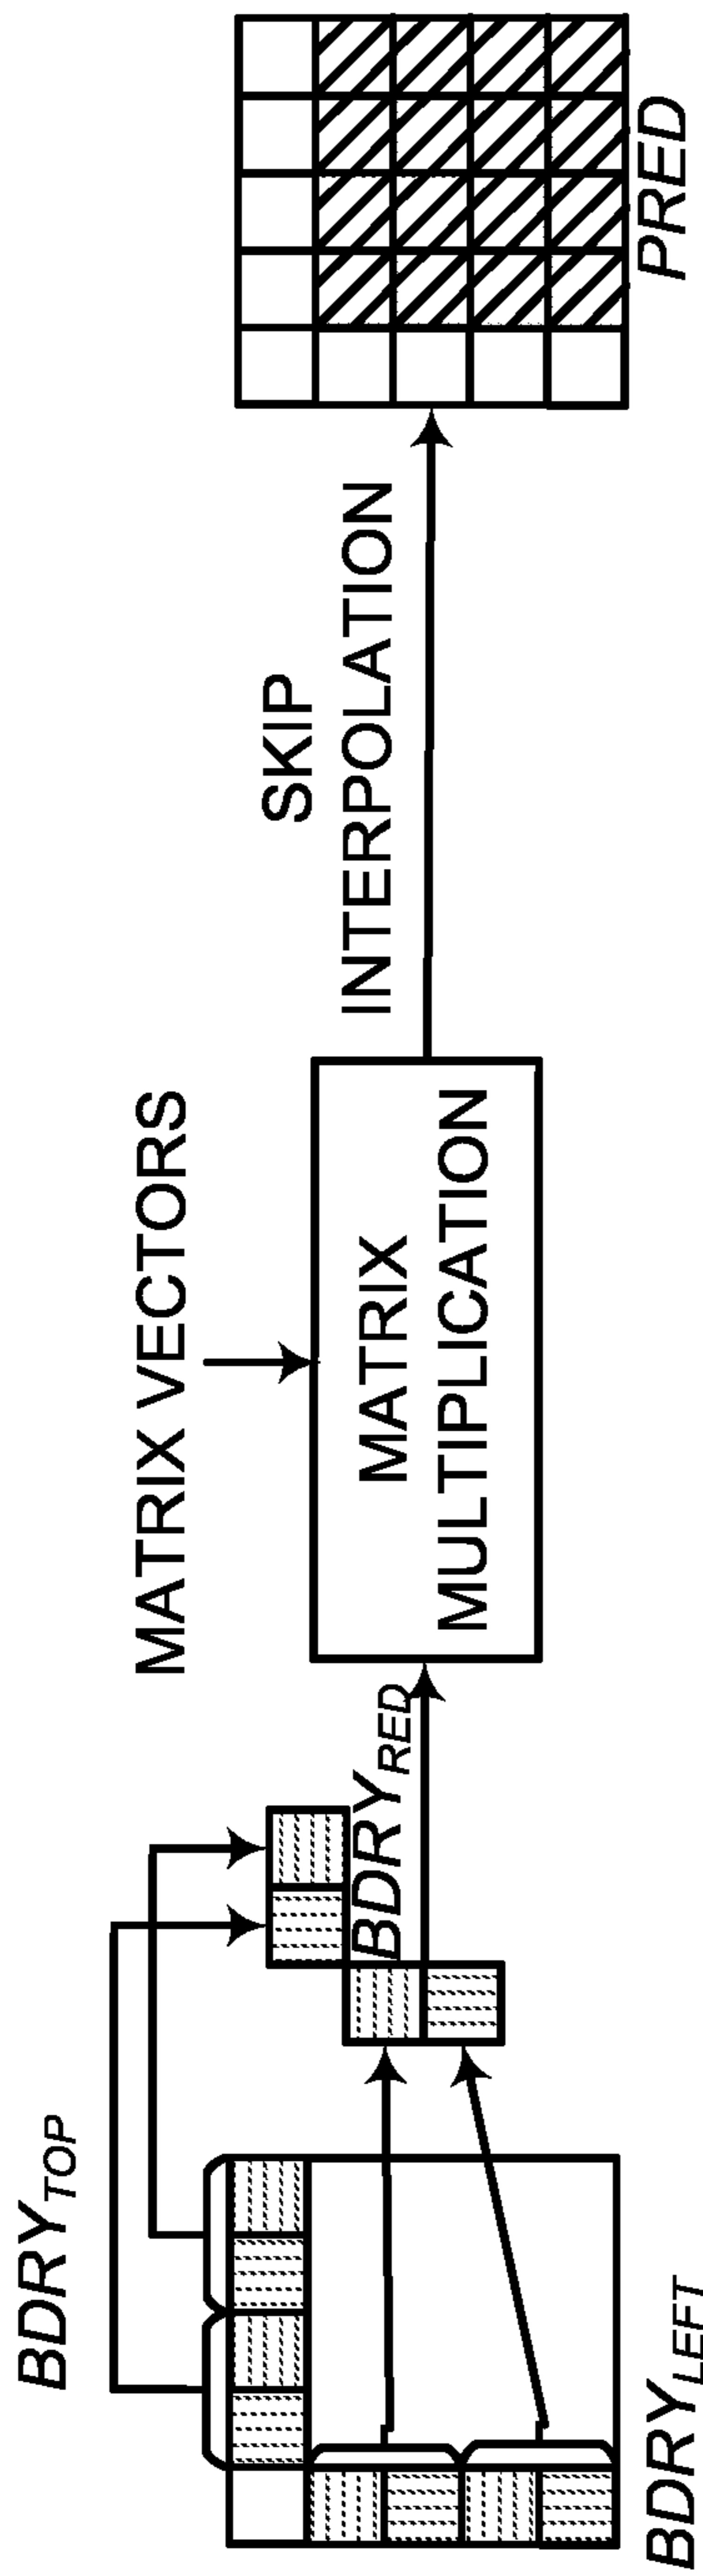 BDRY_TOP
BDRY_LEFT
BDRY_RED
MATRIX VECTORS
MATRIX
MULTIPLICATION
SKIP
INTERPOLATION
PRED